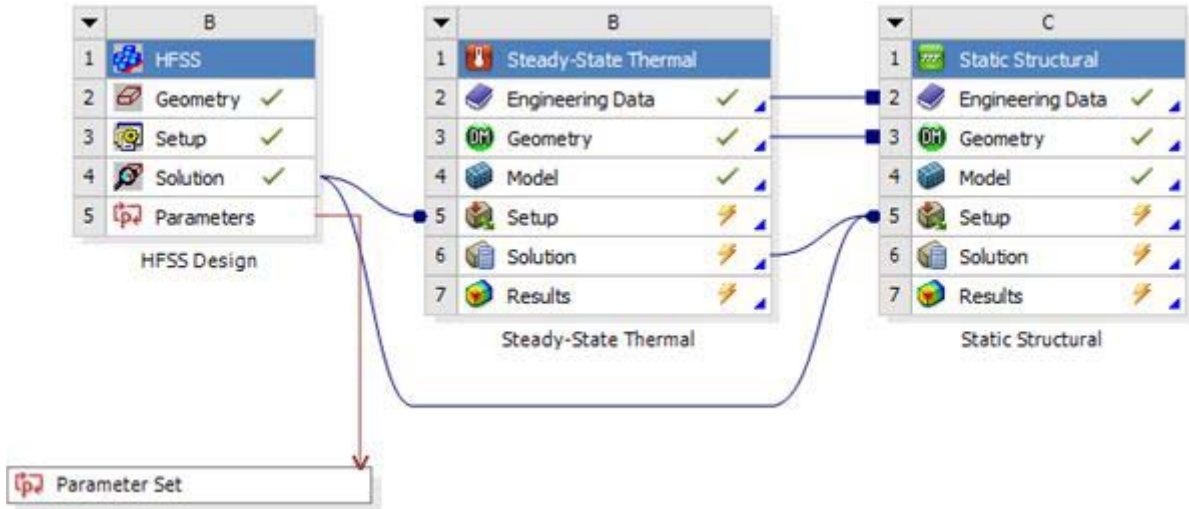 B
1 HFSS
2 Geometry
3 Setup
4 Solution
5 Parameters
HFSS Design
B
1 Steady-State Thermal
2 Engineering Data
3 DM Geometry
4 Model
5 Setup
6 Solution
7 Results
Steady-State Thermal
C
1 Static Structural
2 Engineering Data
3 DM Geometry
4 Model
5 Setup
6 Solution
7 Results
Static Structural
Parameter Set